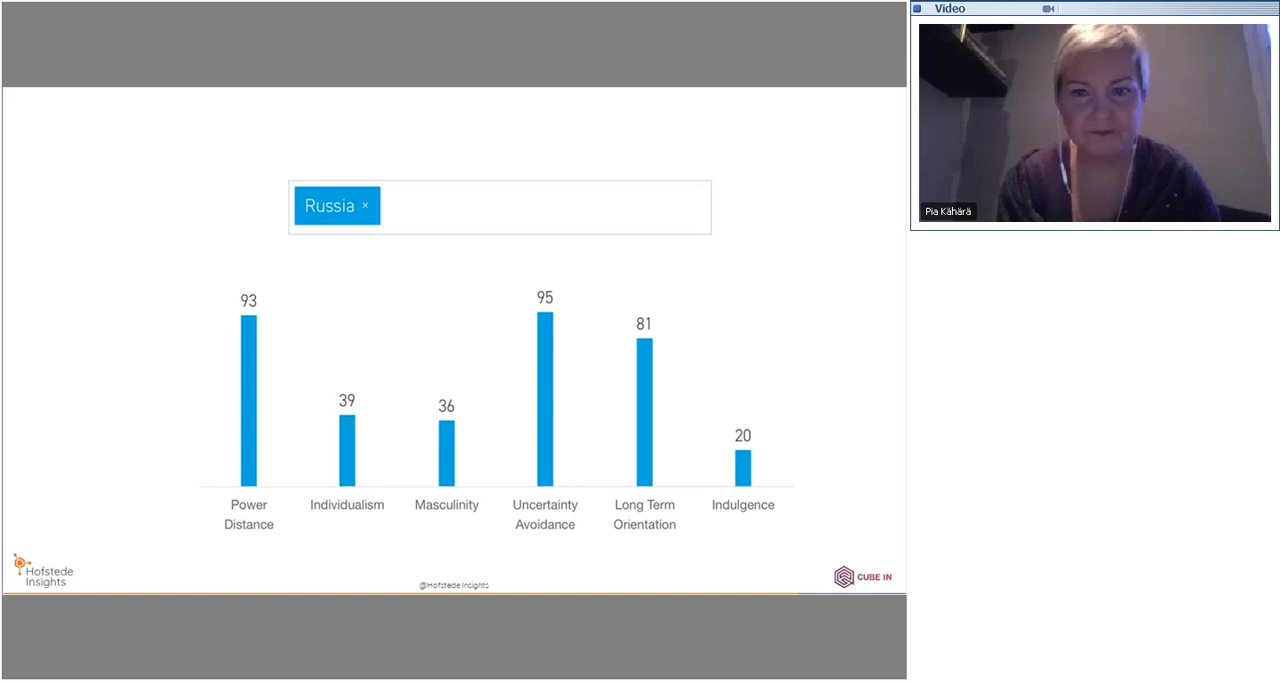 Video
Pia Kähärä
Russia ×
93
39
36
95
81
20
Power
Distance
Individualism
Masculinity
Uncertainty
Avoidance
Long Term
Orientation
Indulgence
Hofstede
Insights
@Hofstede Insights
CUBE IN